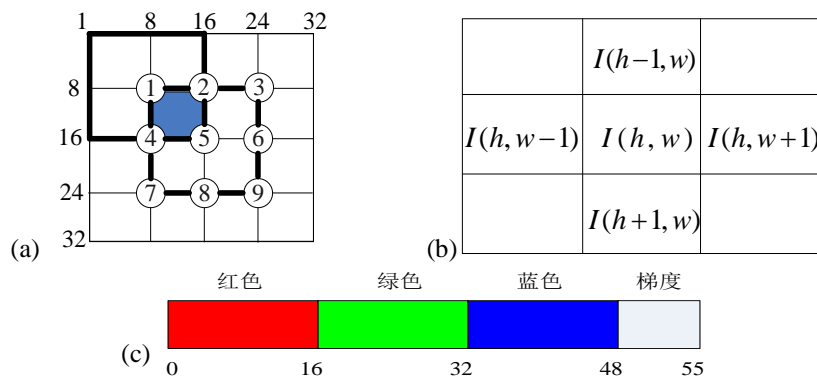 1 8 16 24 32
8 1 2 3
16 4 5 6
24 7 8 9
32
(a)
I(h−1, w)
I(h, w−1) I(h, w) I(h, w+1)
I(h+1, w)
(b)
红色 绿色 蓝色 梯度
(c)
0 16 32 48 55